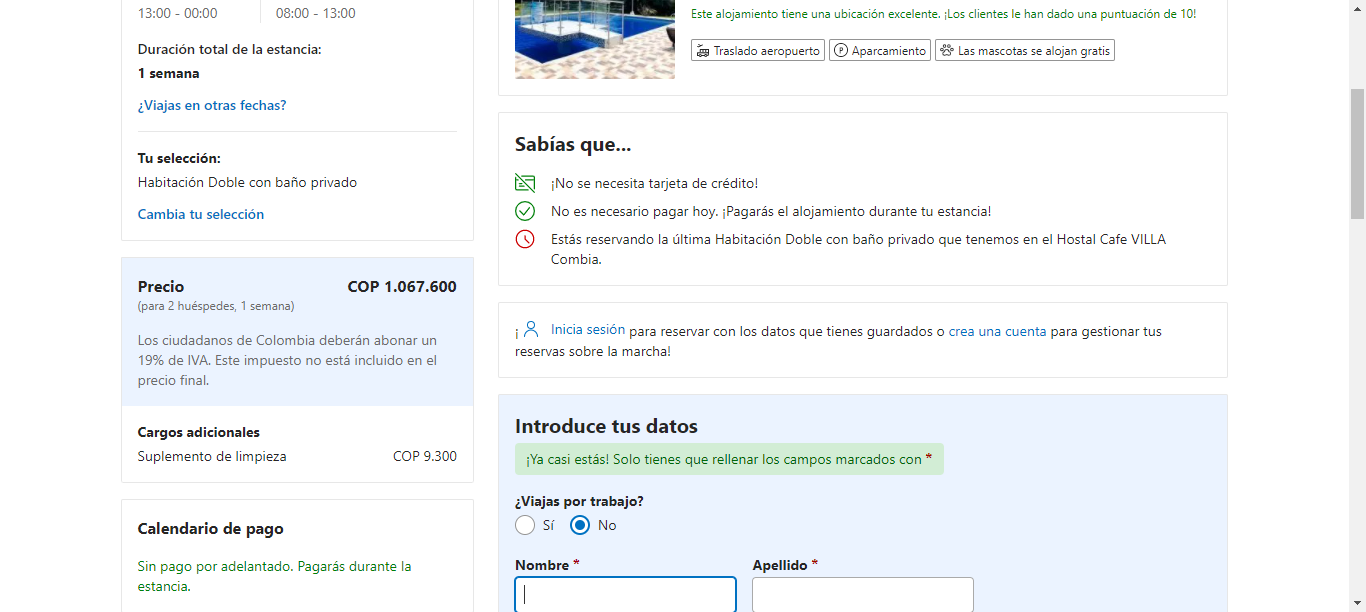 13:00 - 00:00
08:00 - 13:00
Duración total de la estancia:
1 semana
¿Viajas en otras fechas?
Tu selección:
Habitación Doble con baño privado
Cambia tu selección
Precio
COP 1.067.600
(para 2 huéspedes, 1 semana)
Los ciudadanos de Colombia deberán abonar un
19% de IVA. Este impuesto no está incluido en el
precio final.
Cargos adicionales
Suplemento de limpieza
COP 9.300
Calendario de pago
Sin pago por adelantado. Pagarás durante la
estancia.
Este alojamiento tiene una ubicación excelente. ¡Los clientes le han dado una puntuación de 10!
Traslado aeropuerto
P Aparcamiento
Las mascotas se alojan gratis
Sabías que...
¡No se necesita tarjeta de crédito!
No es necesario pagar hoy. ¡Pagarás el alojamiento durante tu estancia!
Estás reservando la última Habitación Doble con baño privado que tenemos en el Hostal Cafe VILLA
Combia.
¡ Inicia sesión para reservar con los datos que tienes guardados o crea una cuenta para gestionar tus
reservas sobre la marcha!
Introduce tus datos
¡Ya casi estás! Solo tienes que rellenar los campos marcados con *
¿Viajas por trabajo?
Sí
No
Nombre *
Apellido *